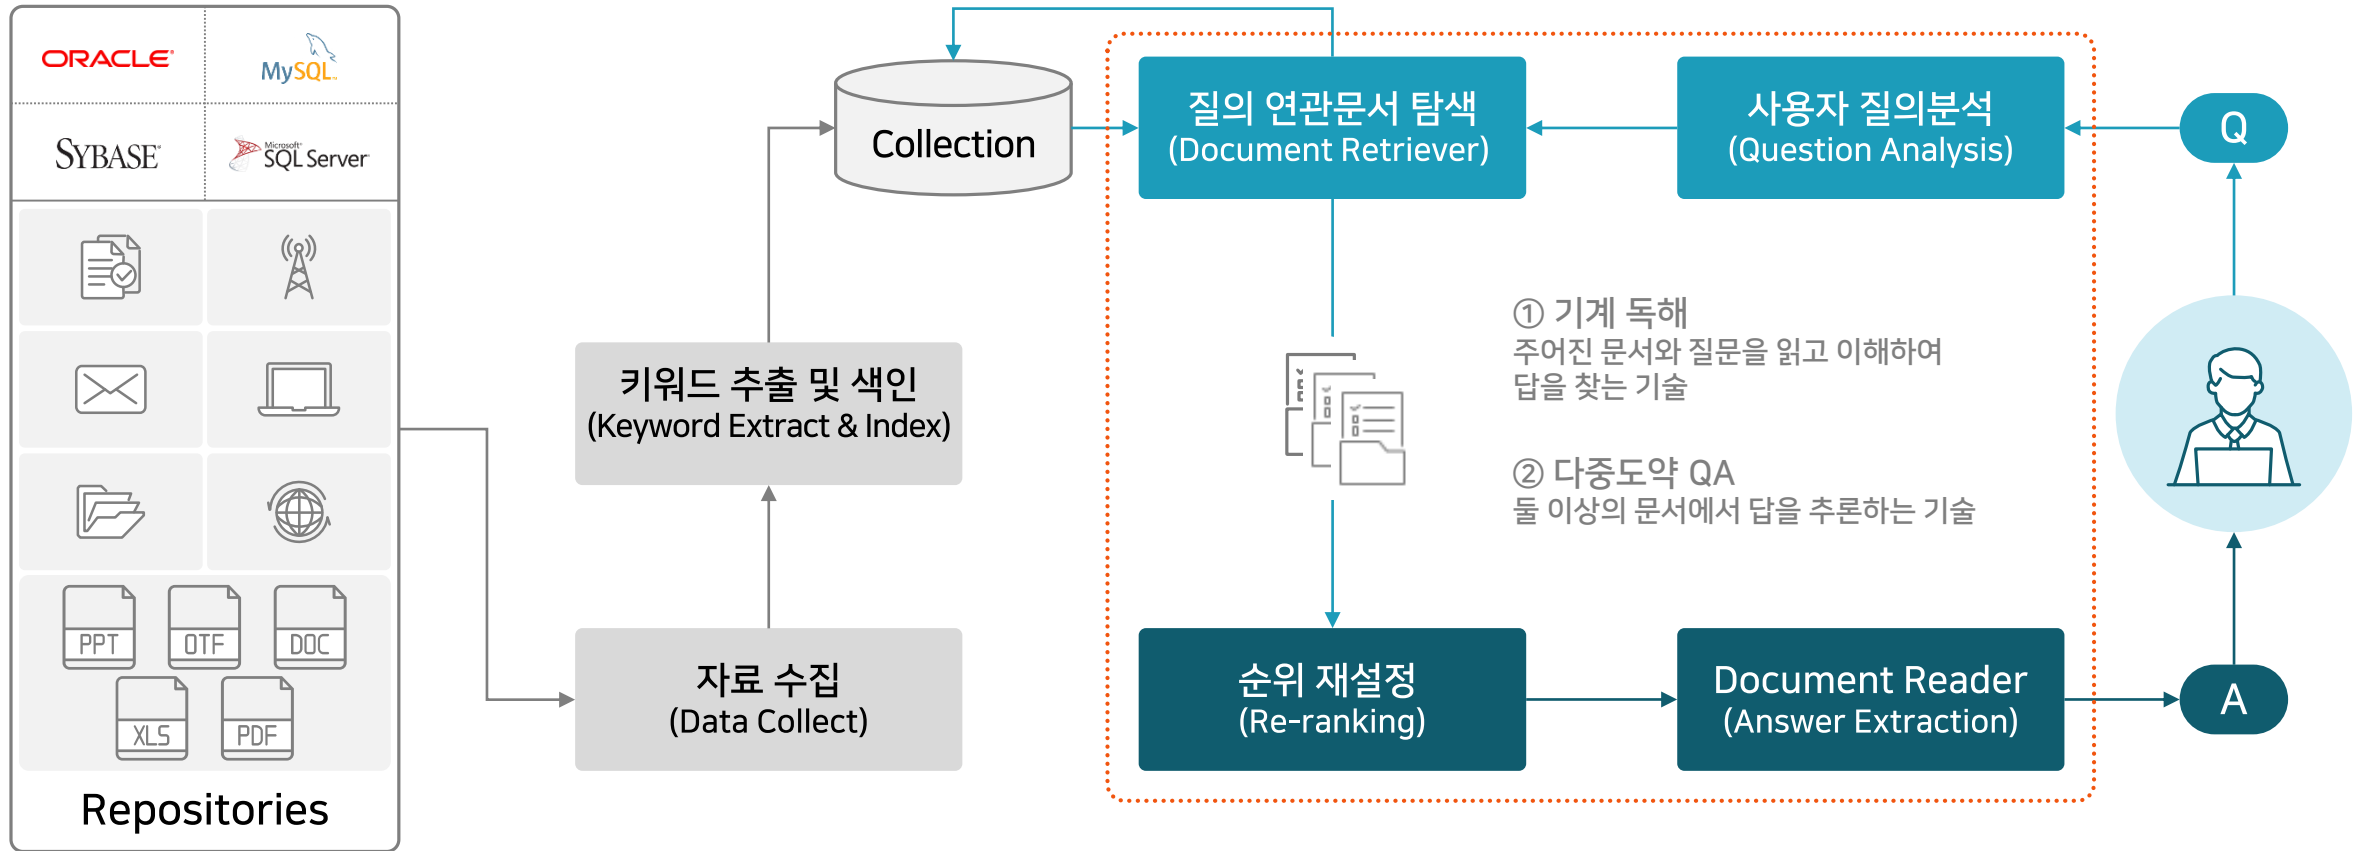 ORACLE
MySQL
SYBASE
Microsoft
SQL Server
PPT
OTF
DOC
XLS
PDF
Repositories
자료 수집
(Data Collect)
키워드 추출 및 색인
(Keyword Extract & Index)
Collection
질의 연관문서 탐색
(Document Retriever)
사용자 질의분석
(Question Analysis)
Q
① 기계 독해
주어진 문서와 질문을 읽고 이해하여
답을 찾는 기술
② 다중도약 QA
둘 이상의 문서에서 답을 추론하는 기술
순위 재설정
(Re-ranking)
Document Reader
(Answer Extraction)
A